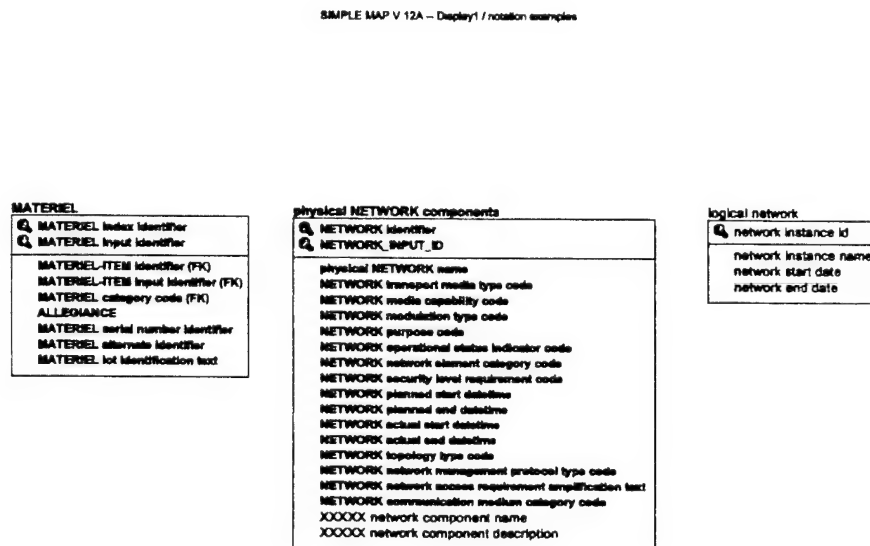 SIMPLE MAP V 12A -- Display1 / notation examples
MATERIEL
MATERIEL index identifier
MATERIEL input identifier
MATERIEL-ITEM identifier (FK)
MATERIEL-ITEM input identifier (FK)
MATERIEL category code (FK)
ALLEGIANCE
MATERIEL serial number identifier
MATERIEL alternate identifier
MATERIEL lot identification text
physical NETWORK components
NETWORK identifier
NETWORK_INPUT_ID
physical NETWORK name
NETWORK transport media type code
NETWORK media capability code
NETWORK modulation type code
NETWORK purpose code
NETWORK operational status indicator code
NETWORK network element category code
NETWORK security level requirement code
NETWORK planned start datetime
NETWORK planned end datetime
NETWORK actual start datetime
NETWORK actual end datetime
NETWORK topology type code
NETWORK network management protocol type code
NETWORK network access requirement amplification text
NETWORK communication medium category code
XXXXX network component name
XXXXX network component description
logical network
network instance id
network instance name
network start date
network end date